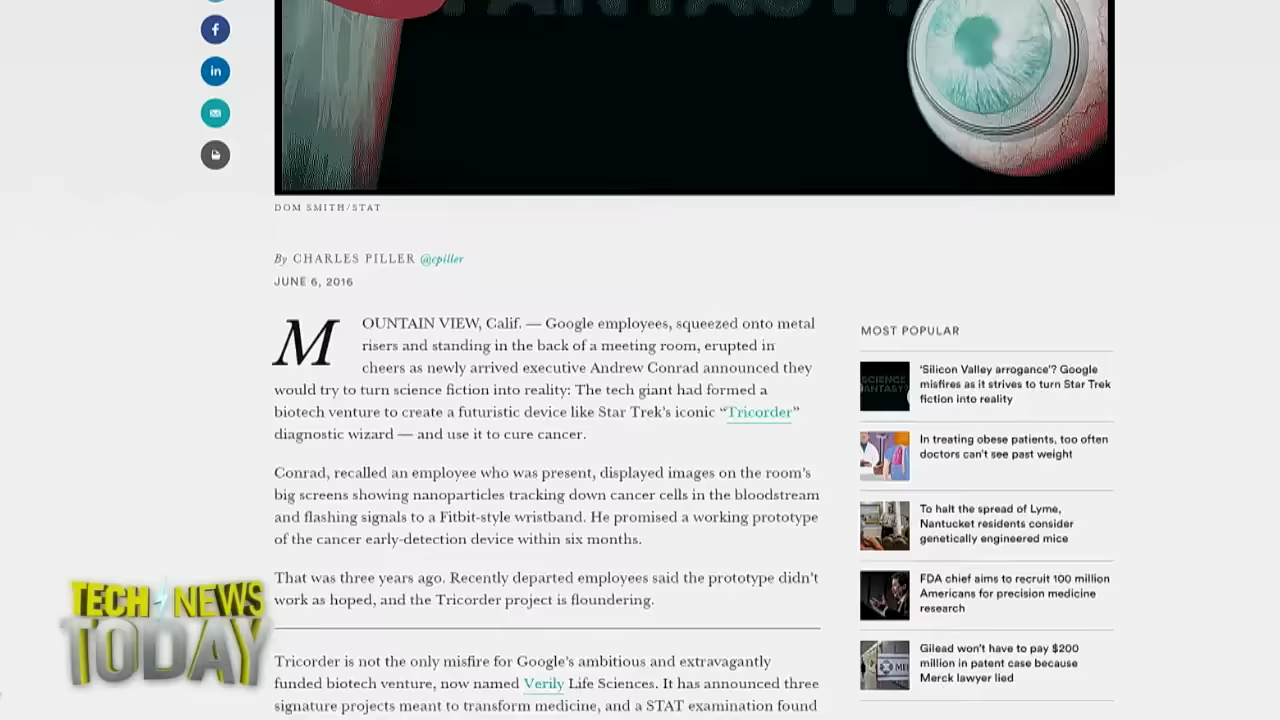 FANTASY?
DOM SMITH/STAT
By CHARLES PILLER @cpiller
JUNE 6, 2016
MOUNTAIN VIEW, Calif. — Google employees, squeezed onto metal
risers and standing in the back of a meeting room, erupted in
cheers as newly arrived executive Andrew Conrad announced they
would try to turn science fiction into reality: The tech giant had formed a
biotech venture to create a futuristic device like Star Trek's iconic “Tricorder”
diagnostic wizard — and use it to cure cancer.
Conrad, recalled an employee who was present, displayed images on the room's
big screens showing nanoparticles tracking down cancer cells in the bloodstream
and flashing signals to a Fitbit-style wristband. He promised a working prototype
of the cancer early-detection device within six months.
That was three years ago. Recently departed employees said the prototype didn't
work as hoped, and the Tricorder project is floundering.
Tricorder is not the only misfire for Google's ambitious and extravagantly
funded biotech venture, now named Verily Life Sciences. It has announced three
signature projects meant to transform medicine, and a STAT examination found
MOST POPULAR
SCIENCE
FANTASY?
‘Silicon Valley arrogance’? Google
misfires as it strives to turn Star Trek
fiction into reality
In treating obese patients, too often
doctors can't see past weight
To halt the spread of Lyme,
Nantucket residents consider
genetically engineered mice
FDA chief aims to recruit 100 million
Americans for precision medicine
research
Gilead won't have to pay $200
million in patent case because
Merck lawyer lied
TECH NEWS
TODAY